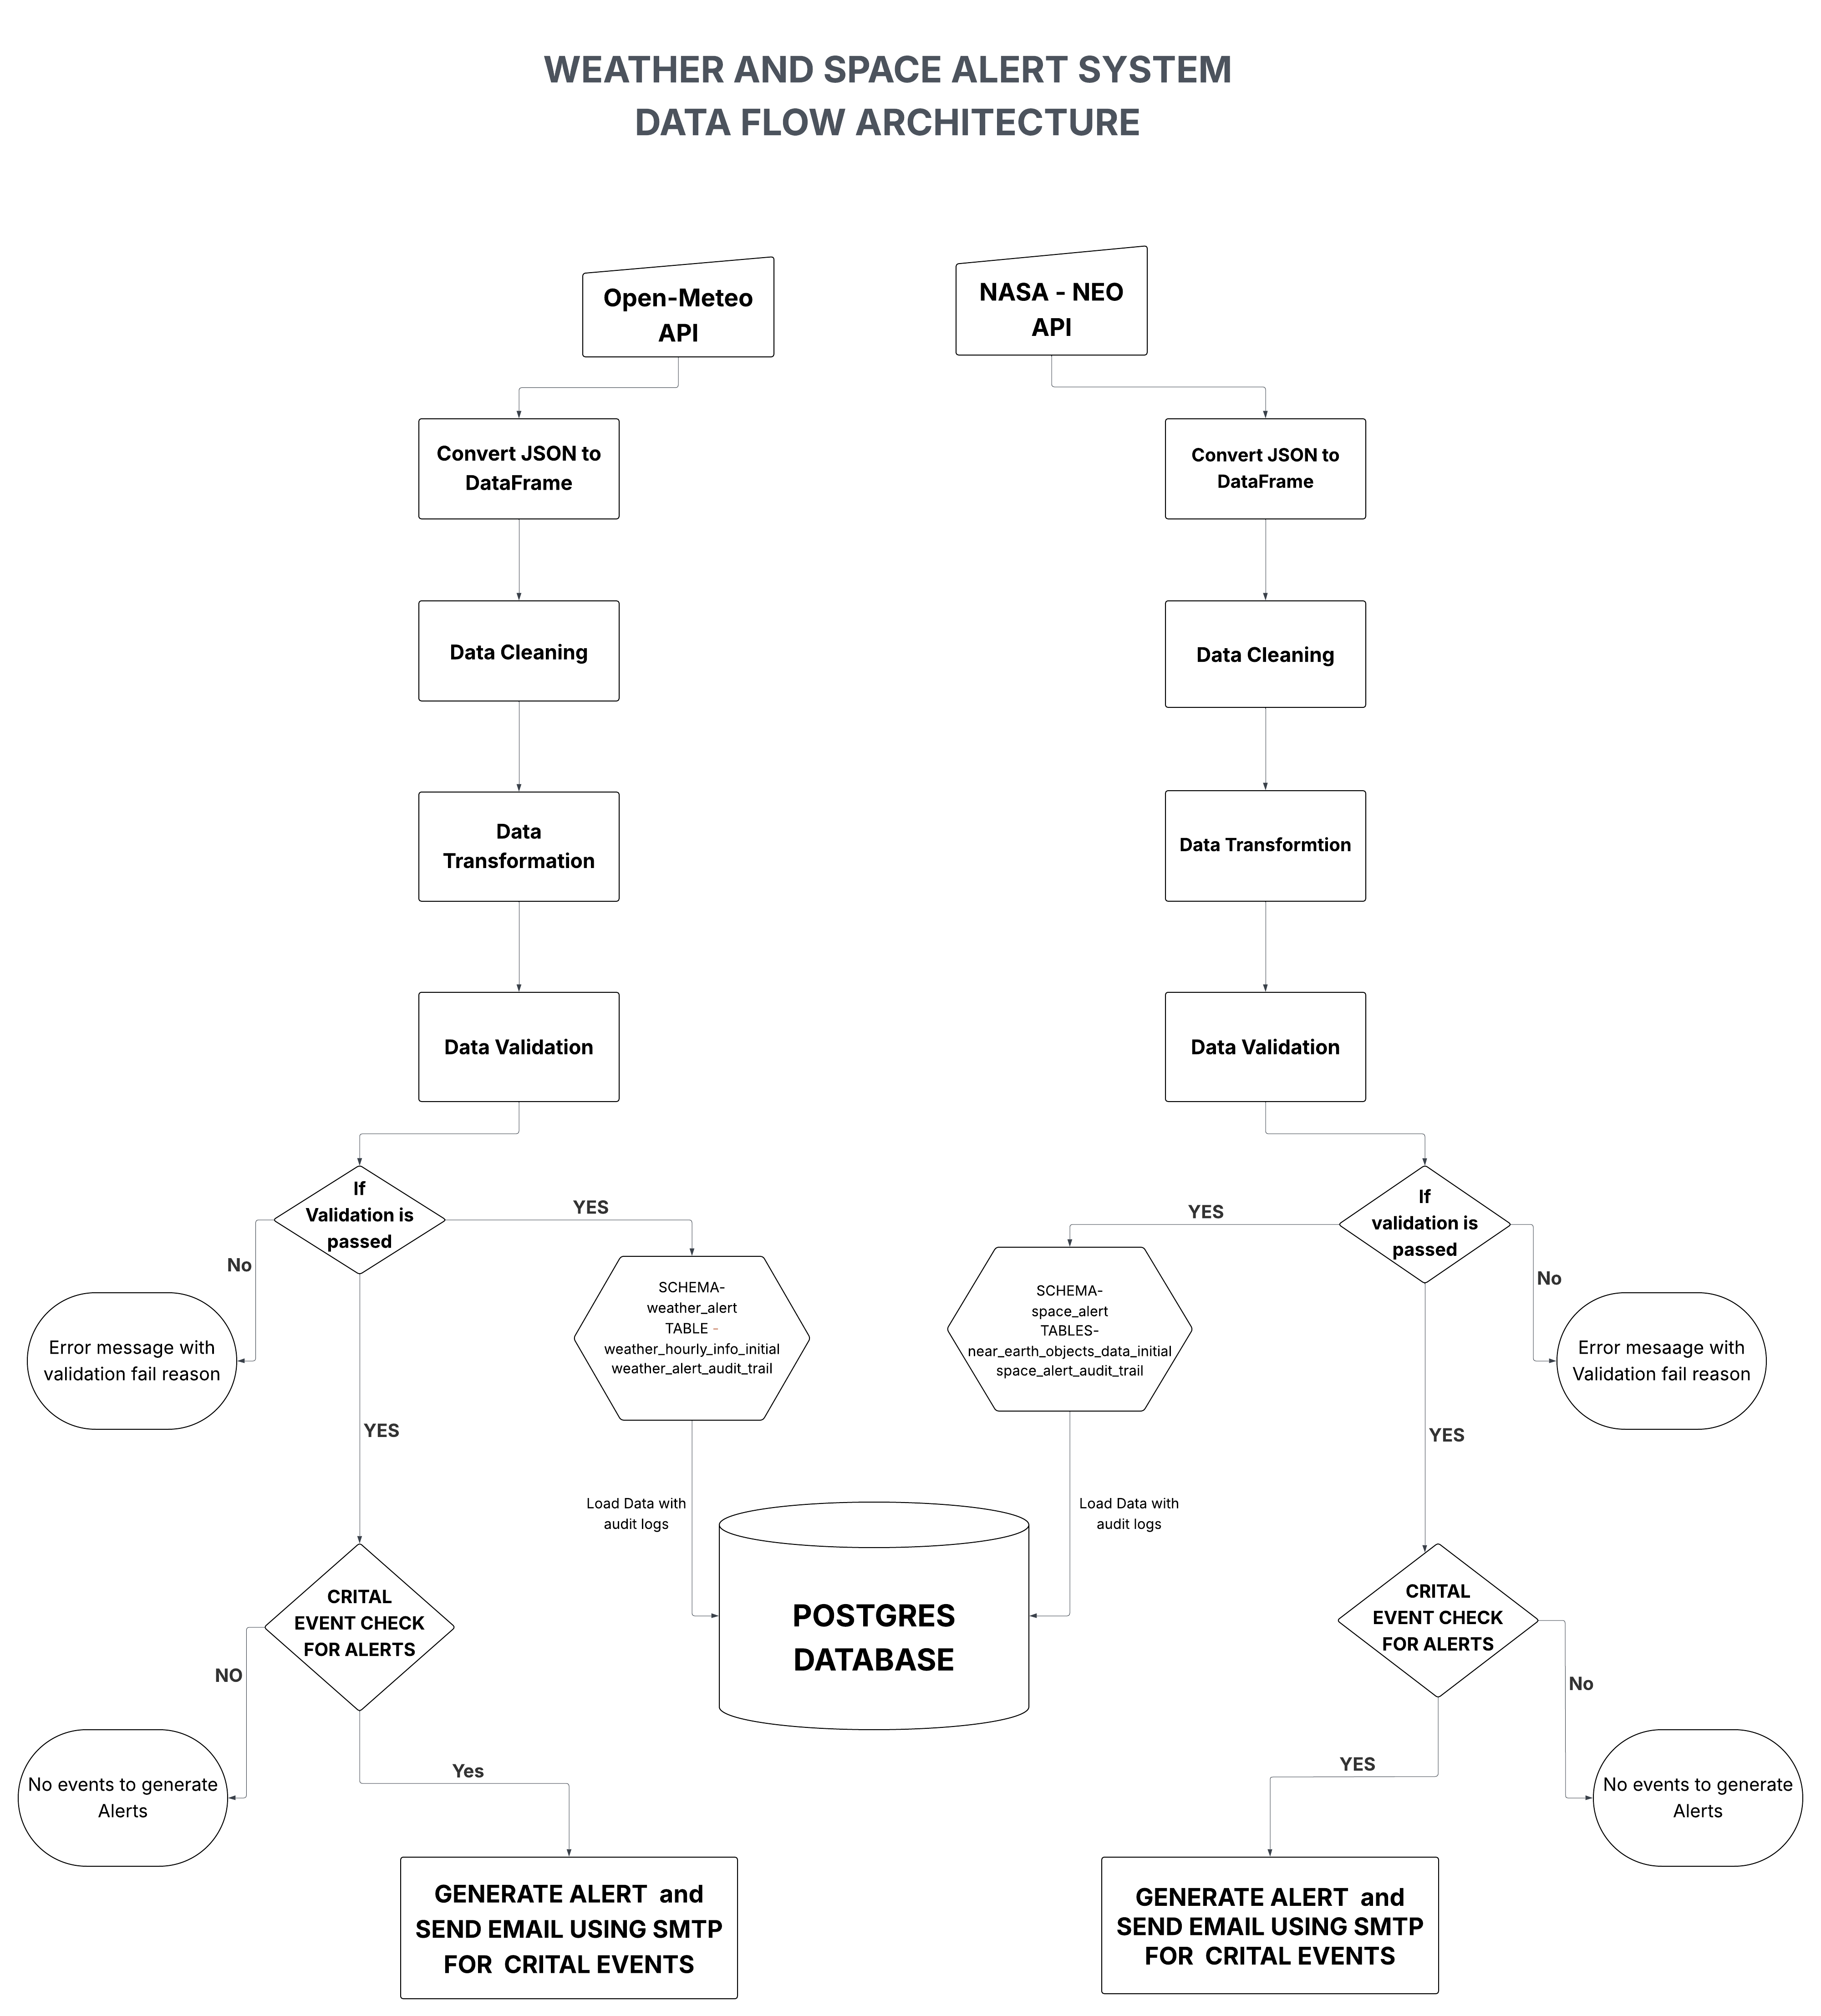 WEATHER AND SPACE ALERT SYSTEM
DATA FLOW ARCHITECTURE
Open-Meteo
API
NASA - NEO
API
Convert JSON to
DataFrame
Convert JSON to
DataFrame
Data Cleaning
Data Cleaning
Data
Transformation
Data Transformtion
Data Validation
Data Validation
If
Validation is
passed
YES
No
YES
If
validation is
passed
No
Error message with
validation fail reason
SCHEMA-
weather_alert
TABLE -
weather_hourly_info_initial
weather_alert_audit_trail
SCHEMA-
space_alert
TABLES-
near_earth_objects_data_initial
space_alert_audit_trail
Error mesaage with
Validation fail reason
YES
YES
Load Data with
audit logs
Load Data with
audit logs
POSTGRES
DATABASE
CRITAL
EVENT CHECK
FOR ALERTS
CRITAL
EVENT CHECK
FOR ALERTS
NO
No
Yes
YES
No events to generate
Alerts
No events to generate
Alerts
GENERATE ALERT and
SEND EMAIL USING SMTP
FOR CRITAL EVENTS
GENERATE ALERT and
SEND EMAIL USING SMTP
FOR CRITAL EVENTS